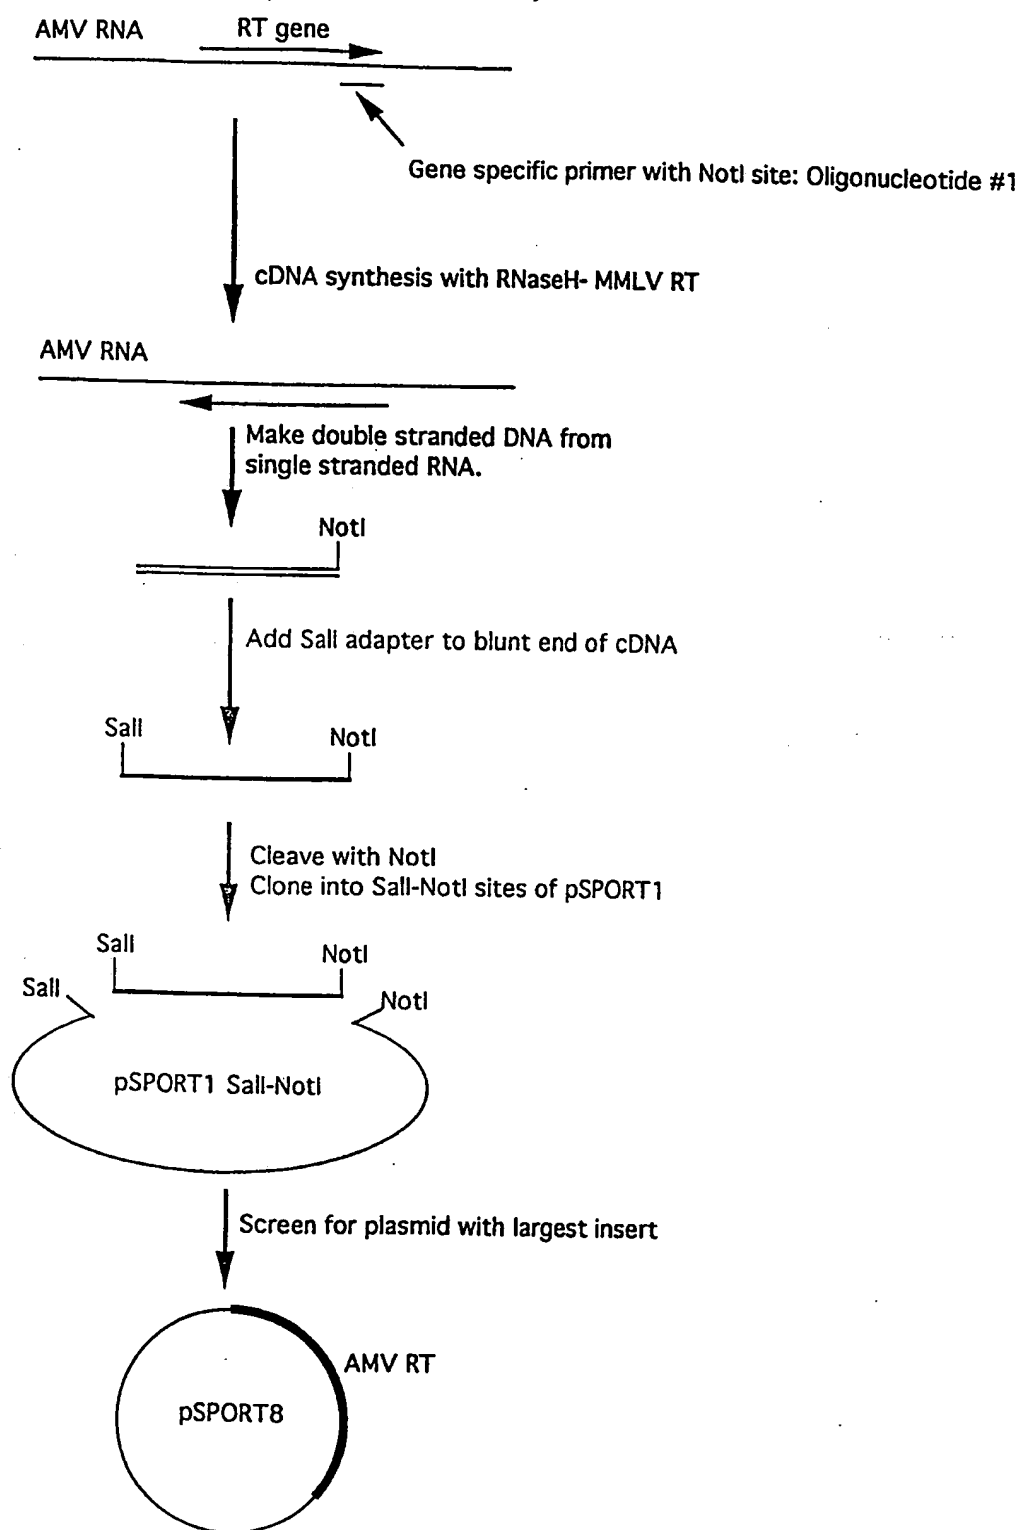 AMV RNA
RT gene
Gene specific primer with NotI site: Oligonucleotide #1
cDNA synthesis with RNaseH- MMLV RT
AMV RNA
Make double stranded DNA from
single stranded RNA.
NotI
Add SalI adapter to blunt end of cDNA
SalI
NotI
Cleave with NotI
Clone into SalI-NotI sites of pSPORT1
SalI
NotI
SalI
NotI
pSPORT1 SalI-NotI
Screen for plasmid with largest insert
AMV RT
pSPORT8